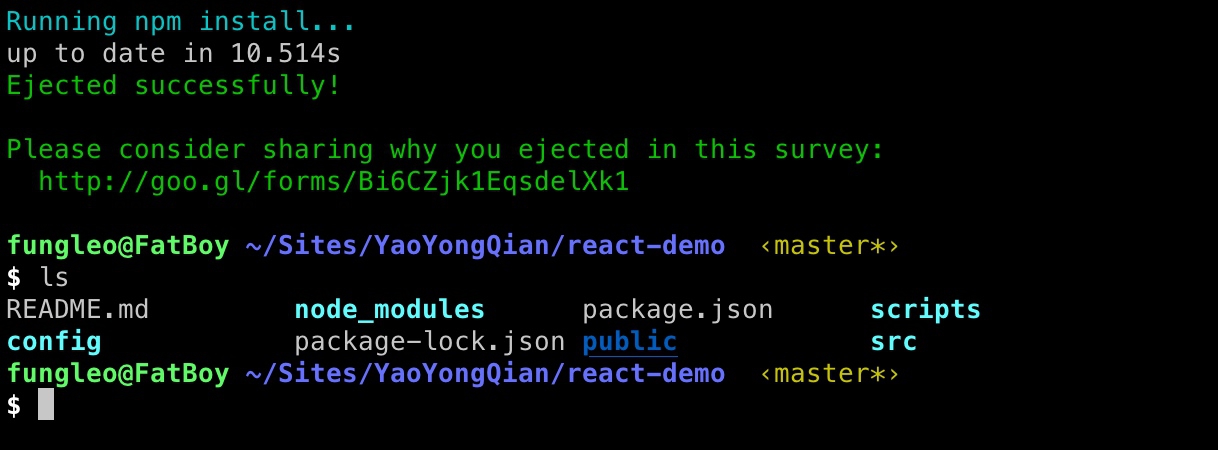 Running npm install...
up to date in 10.514s
Ejected successfully!
Please consider sharing why you ejected in this survey:
http://goo.gl/forms/Bi6CZjk1EqsdelXk1
fungleo@FatBoy ~/Sites/YaoYongQian/react-demo ‹master*›
$ ls
README.md node_modules package.json scripts
config package-lock.json public src
fungleo@FatBoy ~/Sites/YaoYongQian/react-demo ‹master*›
$